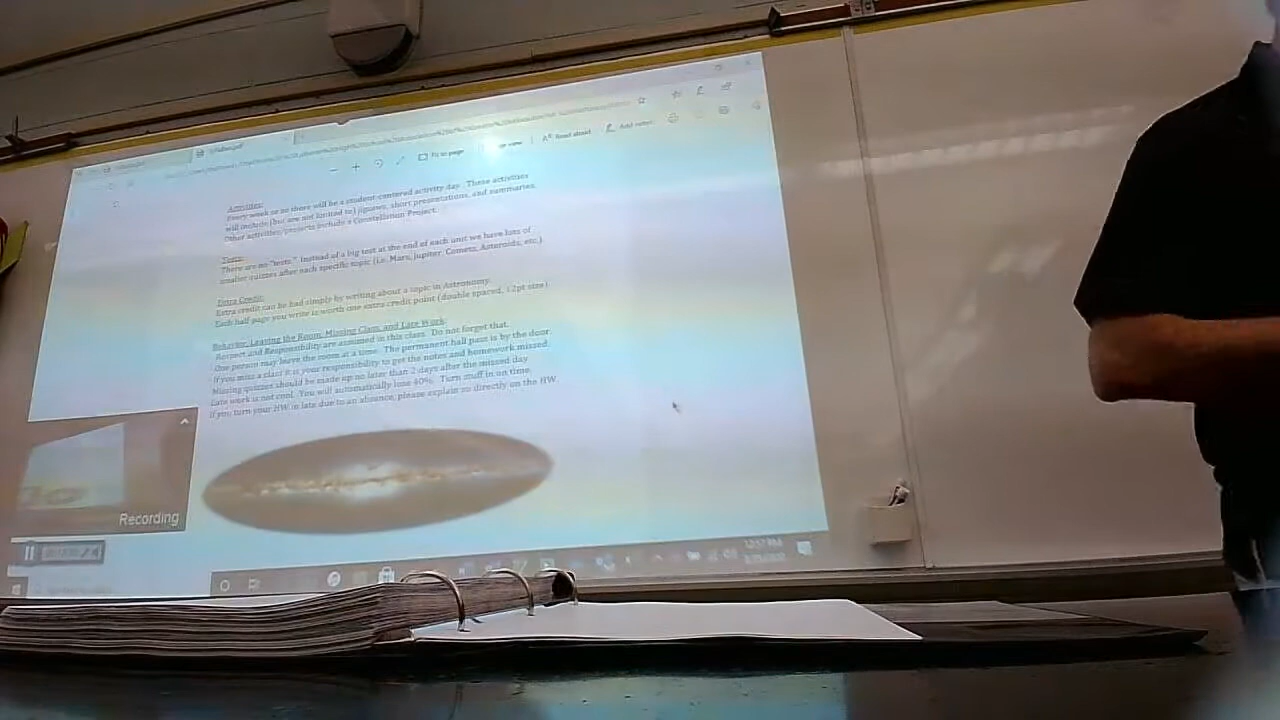 Fit to page
Read aloud
Add notes
Activities:
Every week or so there will be a student-centered activity day. These activities
will include (but are not limited to) jigsaws, short presentations, and summaries.
Other activities/projects include a Constellation Project.
Tests:
There are no "tests." Instead of a big test at the end of each unit we have lots of
smaller quizzes after each specific topic (i.e. Mars, Jupiter, Comets, Asteroids, etc.)
Extra Credit:
Extra credit can be had simply by writing about a topic in Astronomy.
Each half page you write is worth one extra credit point (double spaced, 12pt size)
Behavior, Leaving the Room, Missing Class, and Late Work:
Respect and Responsibility are assumed in this class. Do not forget that.
One person may leave the room at a time. The permanent hall pass is by the door.
If you miss a class it is your responsibility to get the notes and homework missed.
Missing quizzes should be made up no later than 2 days after the missed day
Late work is not cool. You will automatically lose 40%. Turn stuff in on time.
If you turn your HW in late due to an absence, please explain so directly on the HW.
Recording
12:57 PM